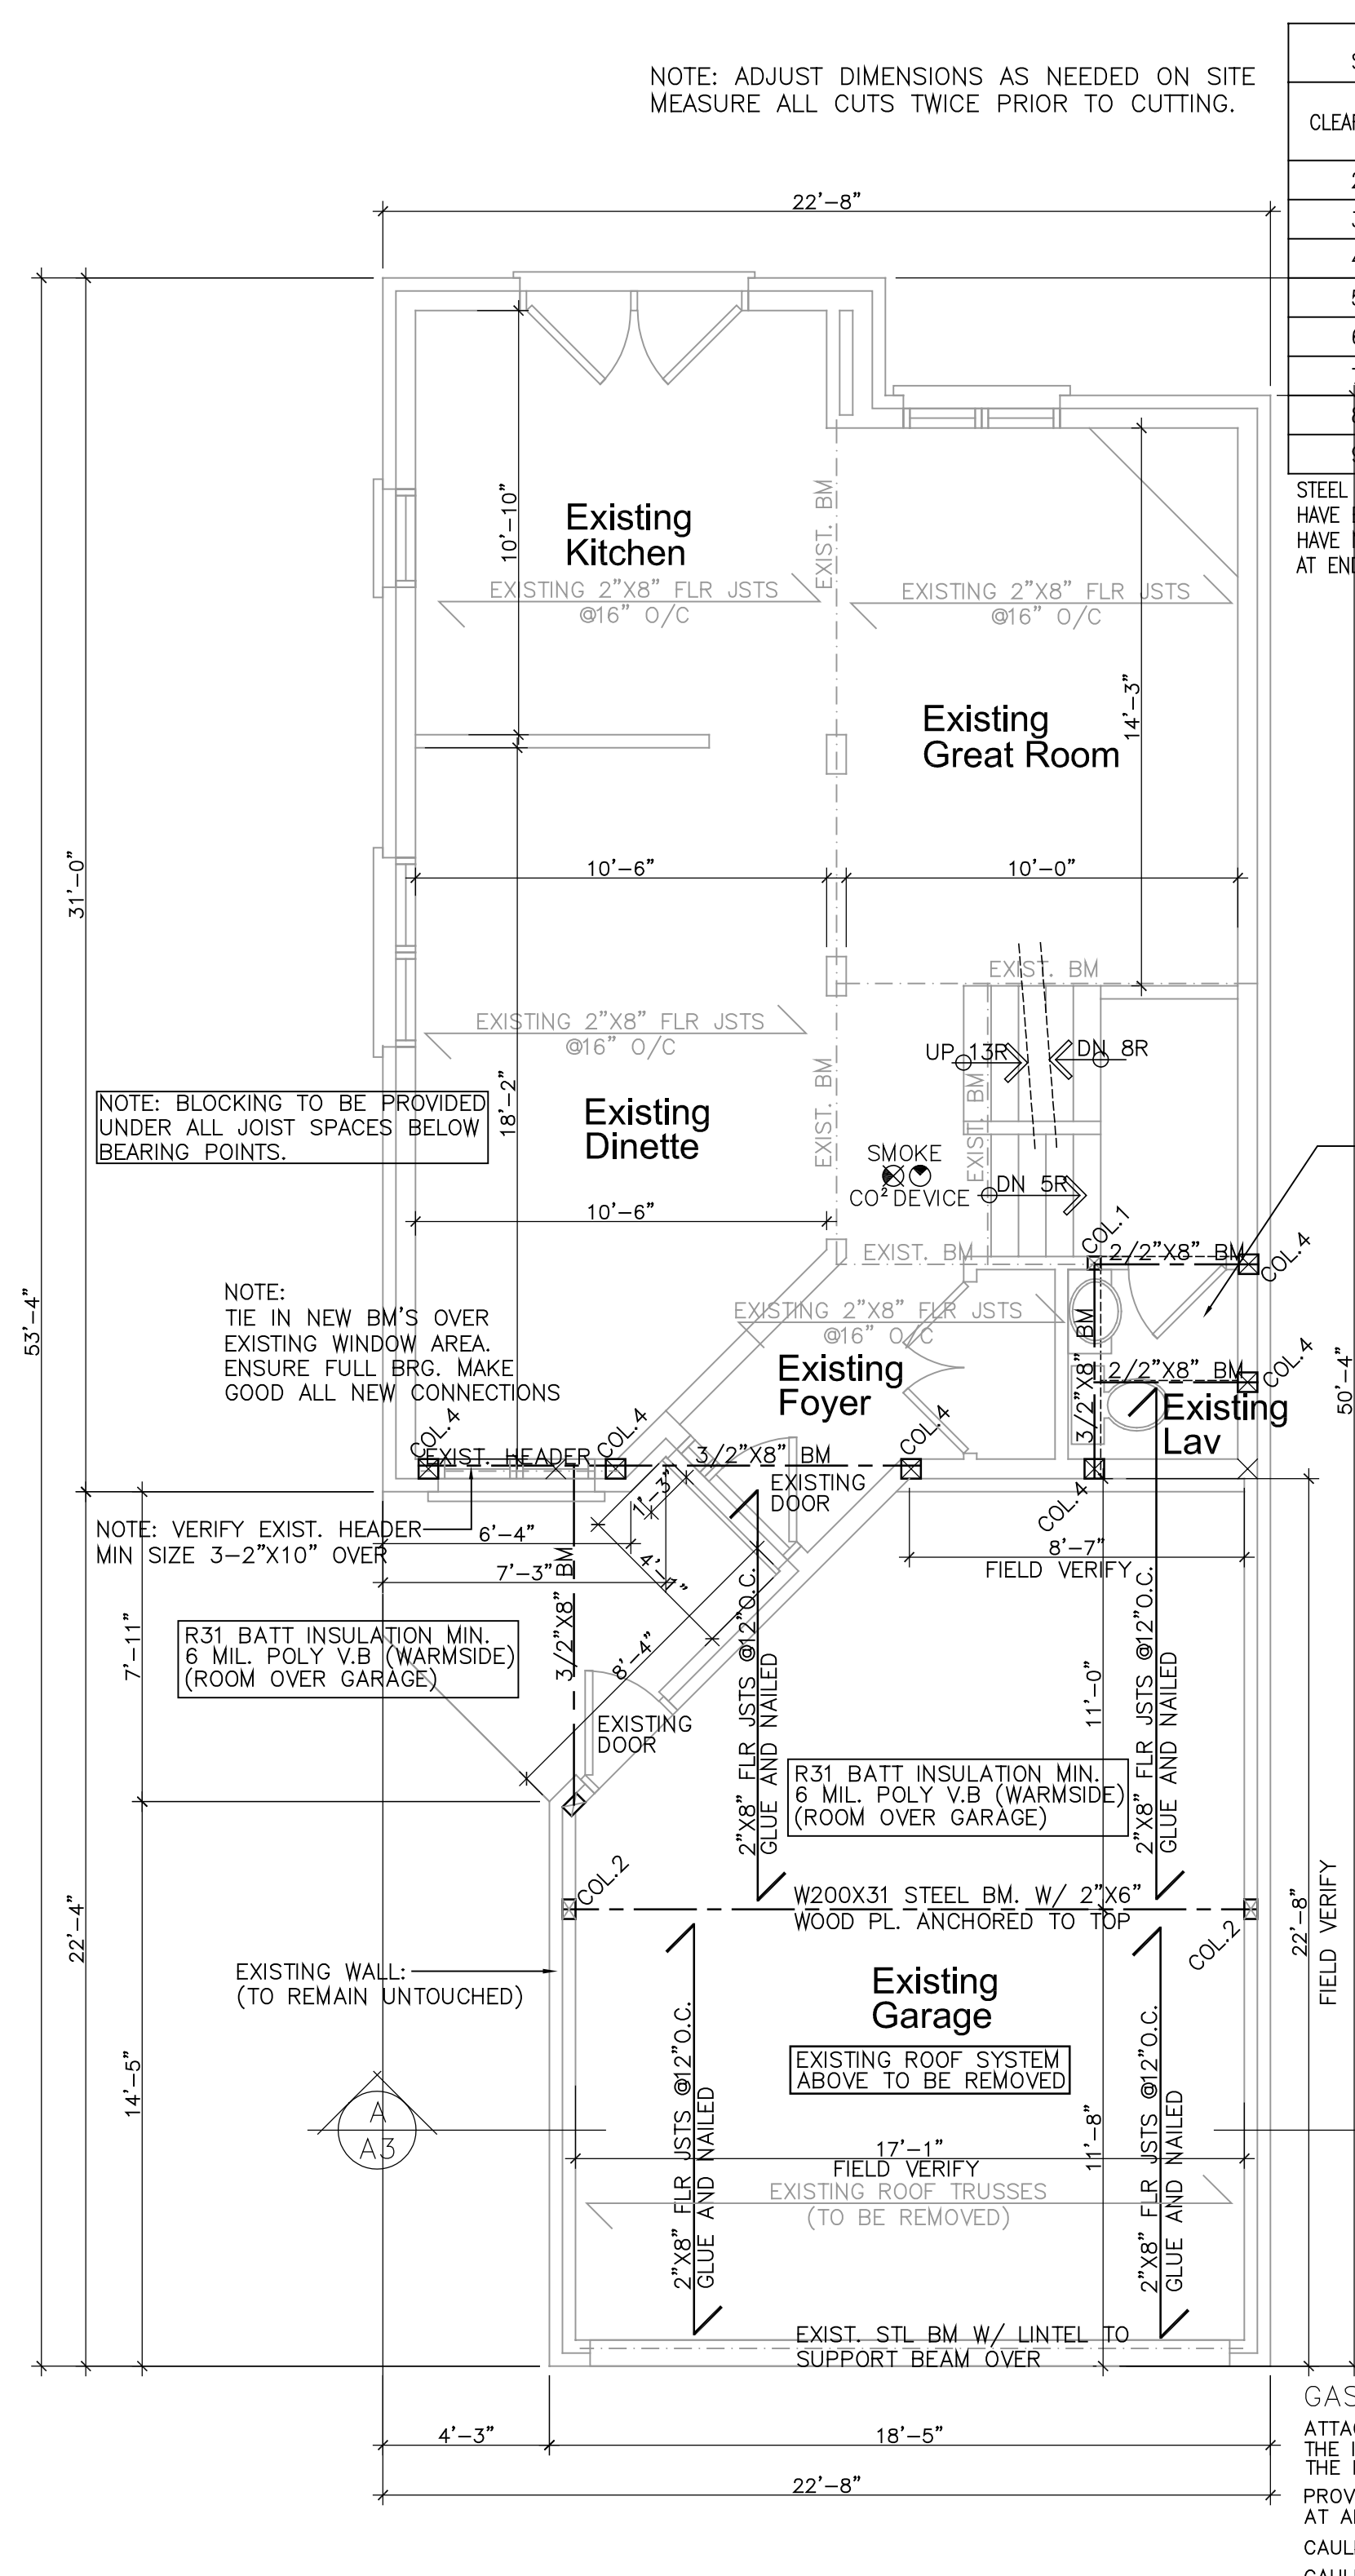 NOTE: ADJUST DIMENSIONS AS NEEDED ON SITE
MEASURE ALL CUTS TWICE PRIOR TO CUTTING.
22'-8"
STEEL
AT END
10'-10"
Existing
Kitchen
EXIST. BM
EXISTING 2"X8" FLR JSTS
@16" O/C
EXISTING 2"X8" FLR JSTS
@16" O/C
14'-3"
Existing
Great Room
31'-0"
10'-6"
10'-0"
EXIST. BM
EXISTING 2"X8" FLR JSTS
@16" O/C
UP 13R
DN 8R
18'-2"
EXIST. BM
EXIST. BM
NOTE: BLOCKING TO BE PROVIDED
UNDER ALL JOIST SPACES BELOW
BEARING POINTS.
Existing
Dinette
SMOKE
CO² DEVICE
DN 5R
10'-6"
EXIST. BM
COL.1
2/2"X8" BM
COL.4
53'-4"
NOTE:
TIE IN NEW BM'S OVER
EXISTING WINDOW AREA.
ENSURE FULL BRG. MAKE
GOOD ALL NEW CONNECTIONS
EXISTING 2"X8" FLR JSTS
@16" O/C
Existing
Foyer
3/2"X8" BM
2/2"X8" BM
COL.4
50'-4"
Existing
Lav
COL.4
COL.4
COL.4
EXIST. HEADER
3/2"X8" BM
EXISTING
DOOR
COL.4
NOTE: VERIFY EXIST. HEADER
MIN SIZE 3-2"X10" OVER
6'-4"
7'-3"
1'-3"
8'-7"
FIELD VERIFY
3/2"X8" BM
8'-4"
7'-11"
R31 BATT INSULATION MIN.
6 MIL. POLY V.B (WARMSIDE)
(ROOM OVER GARAGE)
EXISTING
DOOR
2"X8" FLR JSTS @12"O.C.
GLUE AND NAILED
11'-0"
2"X8" FLR JSTS @12"O.C.
GLUE AND NAILED
R31 BATT INSULATION MIN.
6 MIL. POLY V.B (WARMSIDE)
(ROOM OVER GARAGE)
COL.2
W200X31 STEEL BM. W/ 2"X6"
WOOD PL. ANCHORED TO TOP
COL.2
22'-4"
22'-8"
FIELD VERIFY
EXISTING WALL:
(TO REMAIN UNTOUCHED)
Existing
Garage
EXISTING ROOF SYSTEM
ABOVE TO BE REMOVED
14'-5"
A
A3
2"X8" FLR JSTS @12"O.C.
GLUE AND NAILED
11'-8"
2"X8" FLR JSTS @12"O.C.
GLUE AND NAILED
17'-1"
FIELD VERIFY
EXISTING ROOF TRUSSES
(TO BE REMOVED)
EXIST. STL BM W/ LINTEL TO
SUPPORT BEAM OVER
4'-3"
18'-5"
22'-8"